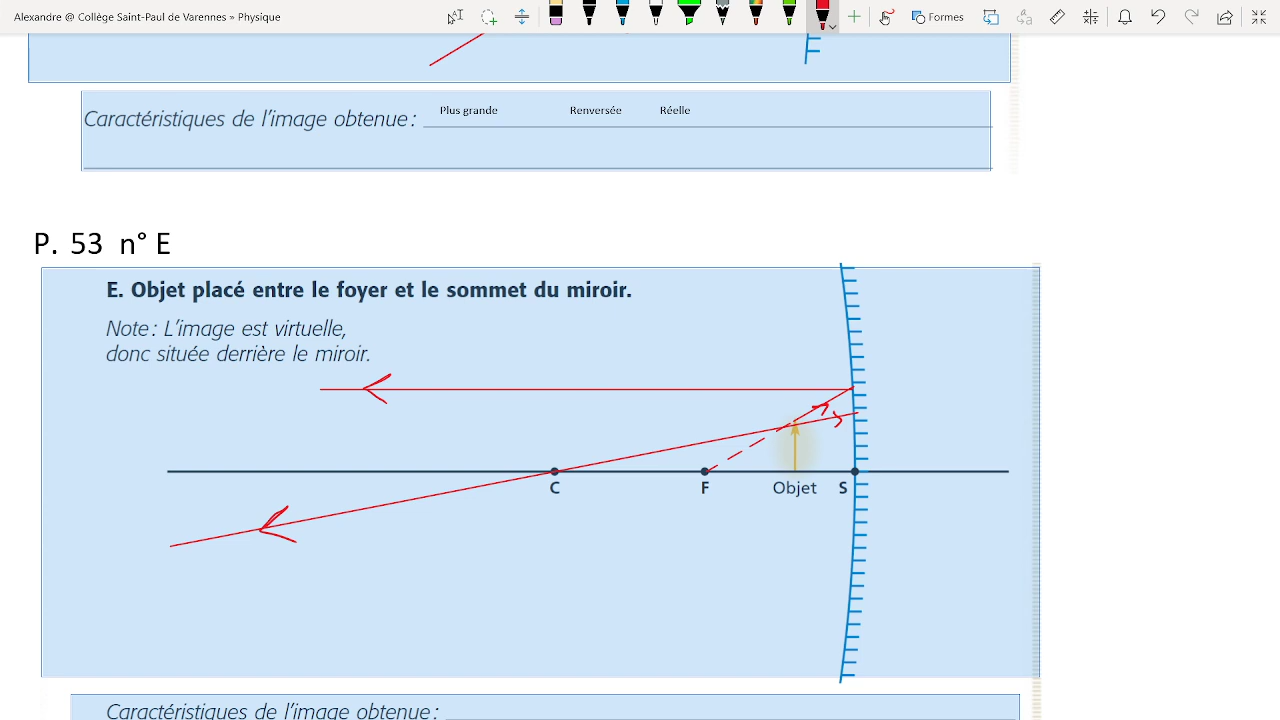 Alexandre @ Collège Saint-Paul de Varennes » Physique
Formes
Caractéristiques de l'image obtenue : Plus grande Renversée Réelle
P. 53 n° E
E. Objet placé entre le foyer et le sommet du miroir.
Note : L'image est virtuelle,
donc située derrière le miroir.
C F Objet S
Caractéristiques de l'image obtenue :